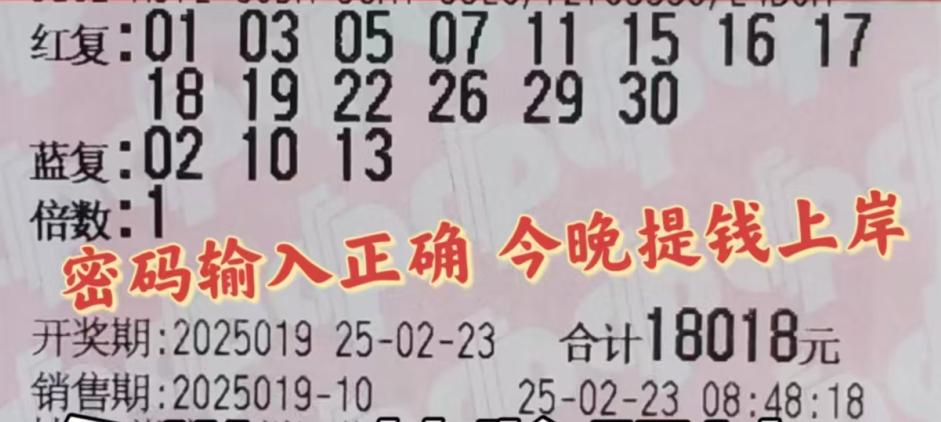 红复:01 03 05 07 11 15 16 17
18 19 22 26 29 30
蓝复:02 10 13
倍数:1
密码输入正确 今晚提钱上岸
开奖期:2025019 25-02-23 合计18018元
销售期:2025019-10 25-02-23 08:48:18